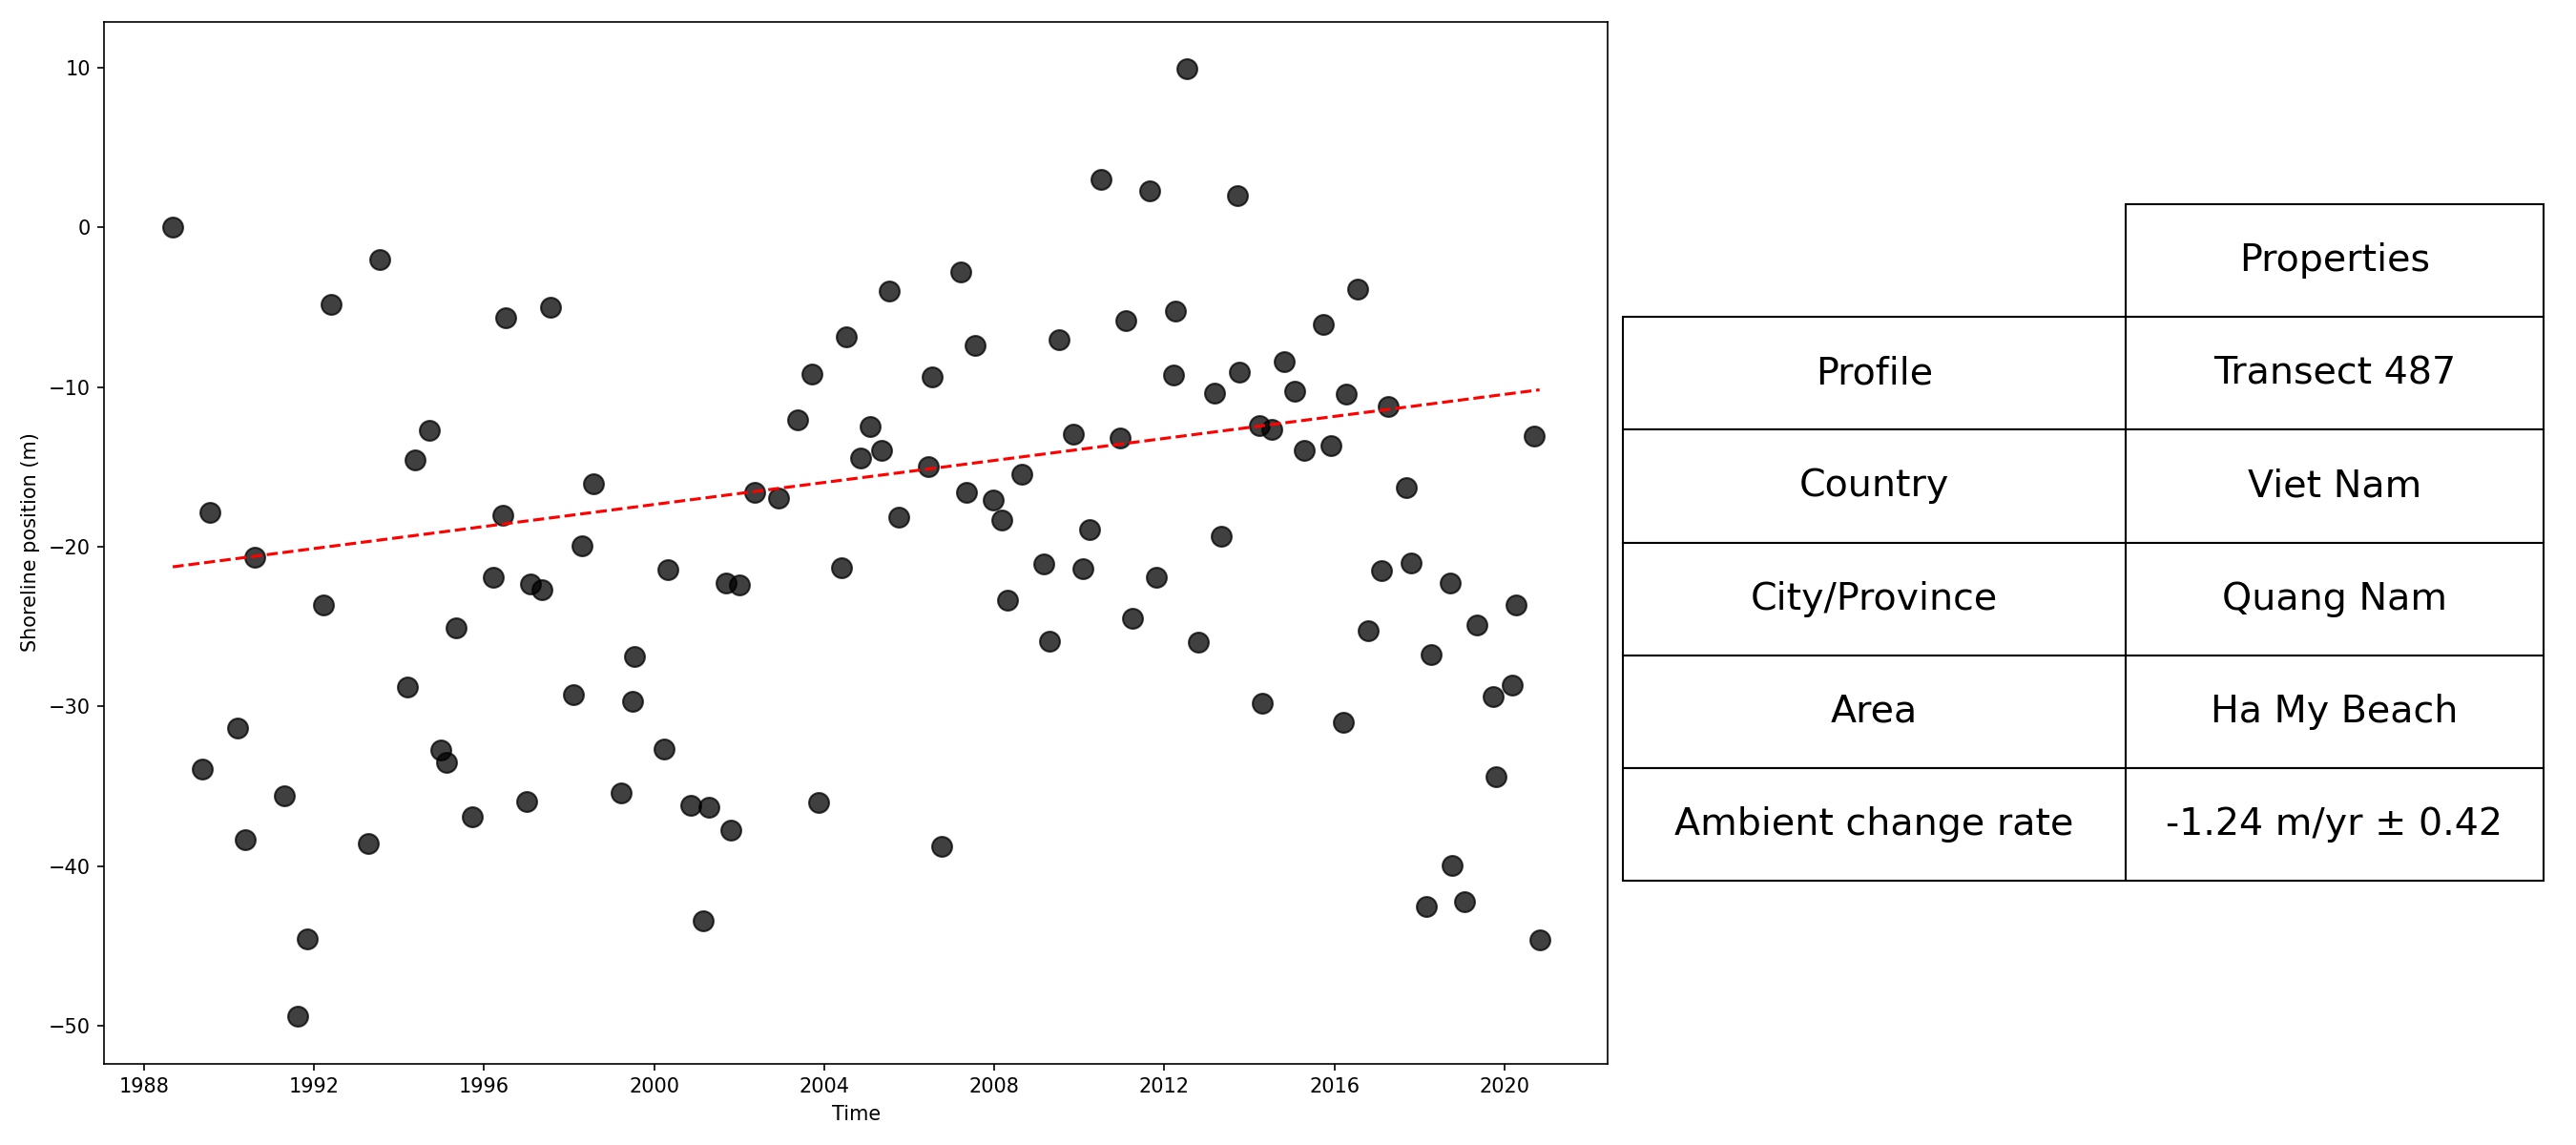 10
0
−10
−20
−30
−40
−50
Shoreline position (m)
1988 1992 1996 2000 2004 2008 2012 2016 2020
Time
Properties
Profile Transect 487
Country Viet Nam
City/Province Quang Nam
Area Ha My Beach
Ambient change rate -1.24 m/yr ± 0.42